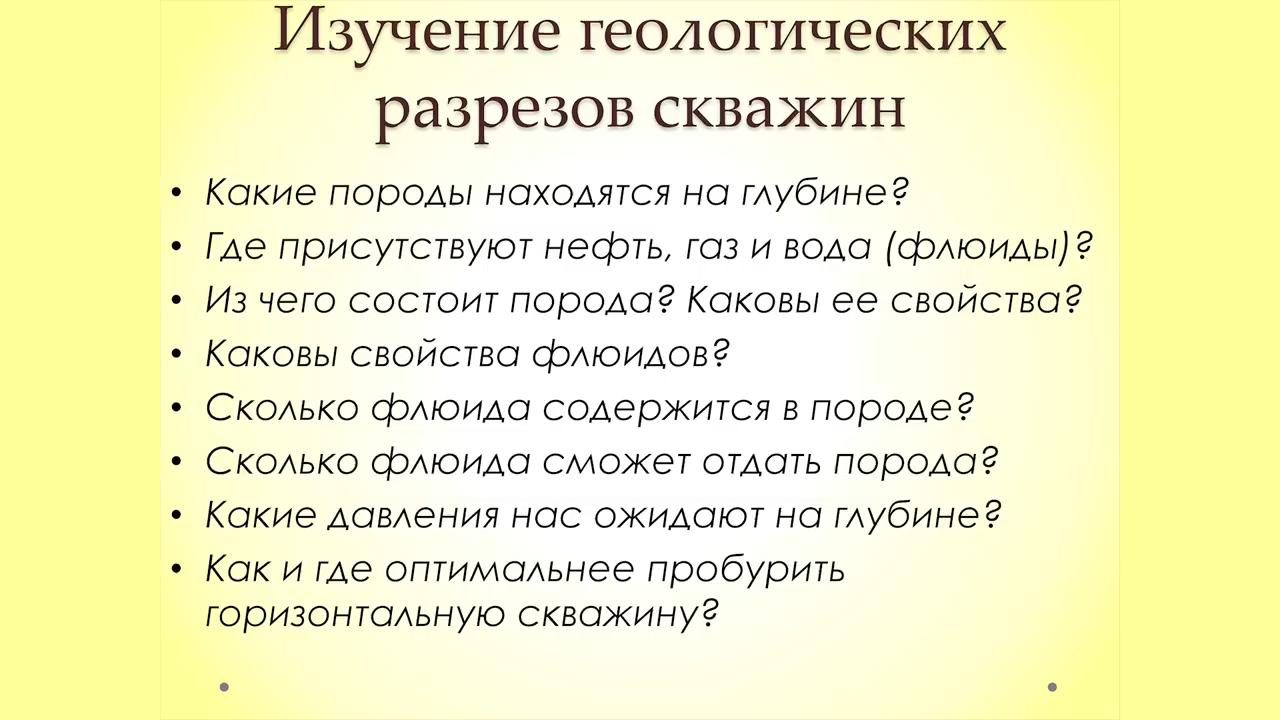 Изучение геологических
разрезов скважин
• Какие породы находятся на глубине?
• Где присутствуют нефть, газ и вода (флюиды)?
• Из чего состоит порода? Каковы ее свойства?
• Каковы свойства флюидов?
• Сколько флюида содержится в породе?
• Сколько флюида сможет отдать порода?
• Какие давления нас ожидают на глубине?
• Как и где оптимальнее пробурить
горизонтальную скважину?